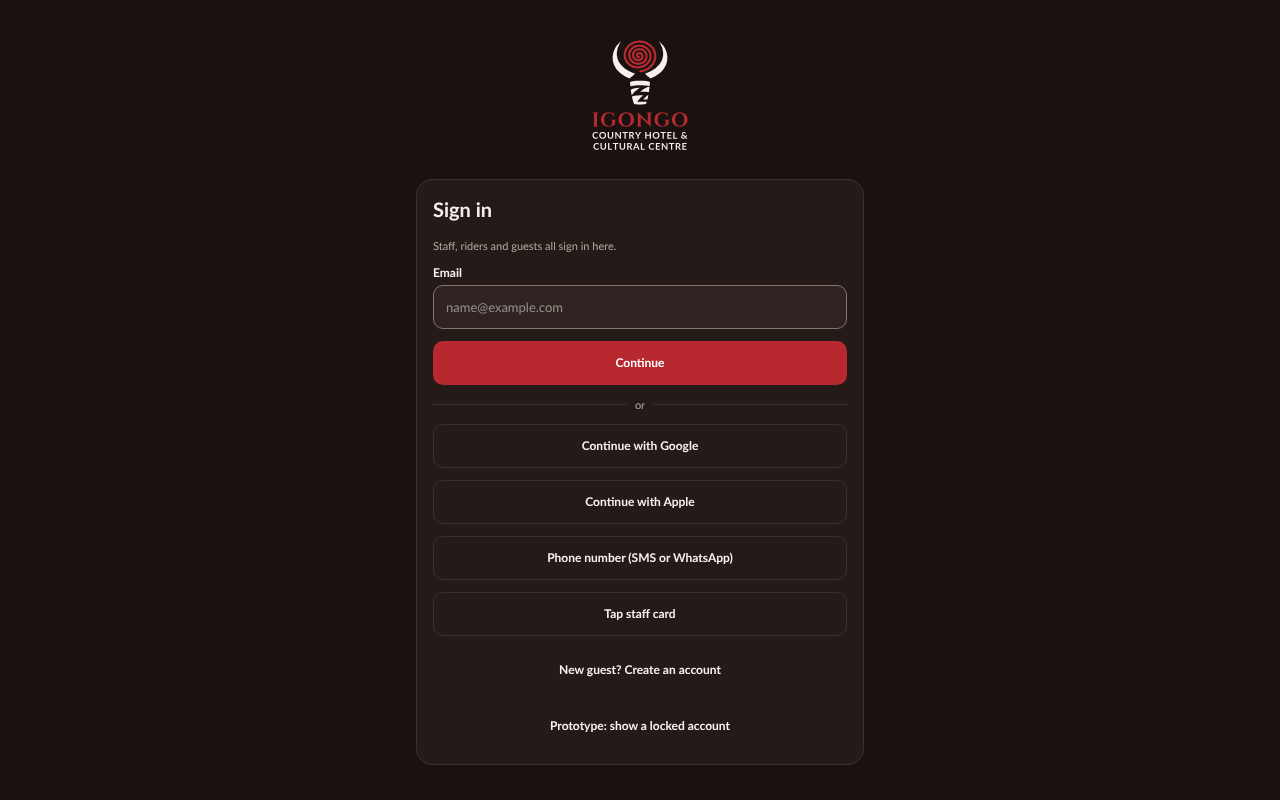 IGONGO
COUNTRY HOTEL &
CULTURAL CENTRE
Sign in
Staff, riders and guests all sign in here.
Email
name@example.com
Continue
or
Continue with Google
Continue with Apple
Phone number (SMS or WhatsApp)
Tap staff card
New guest? Create an account
Prototype: show a locked account